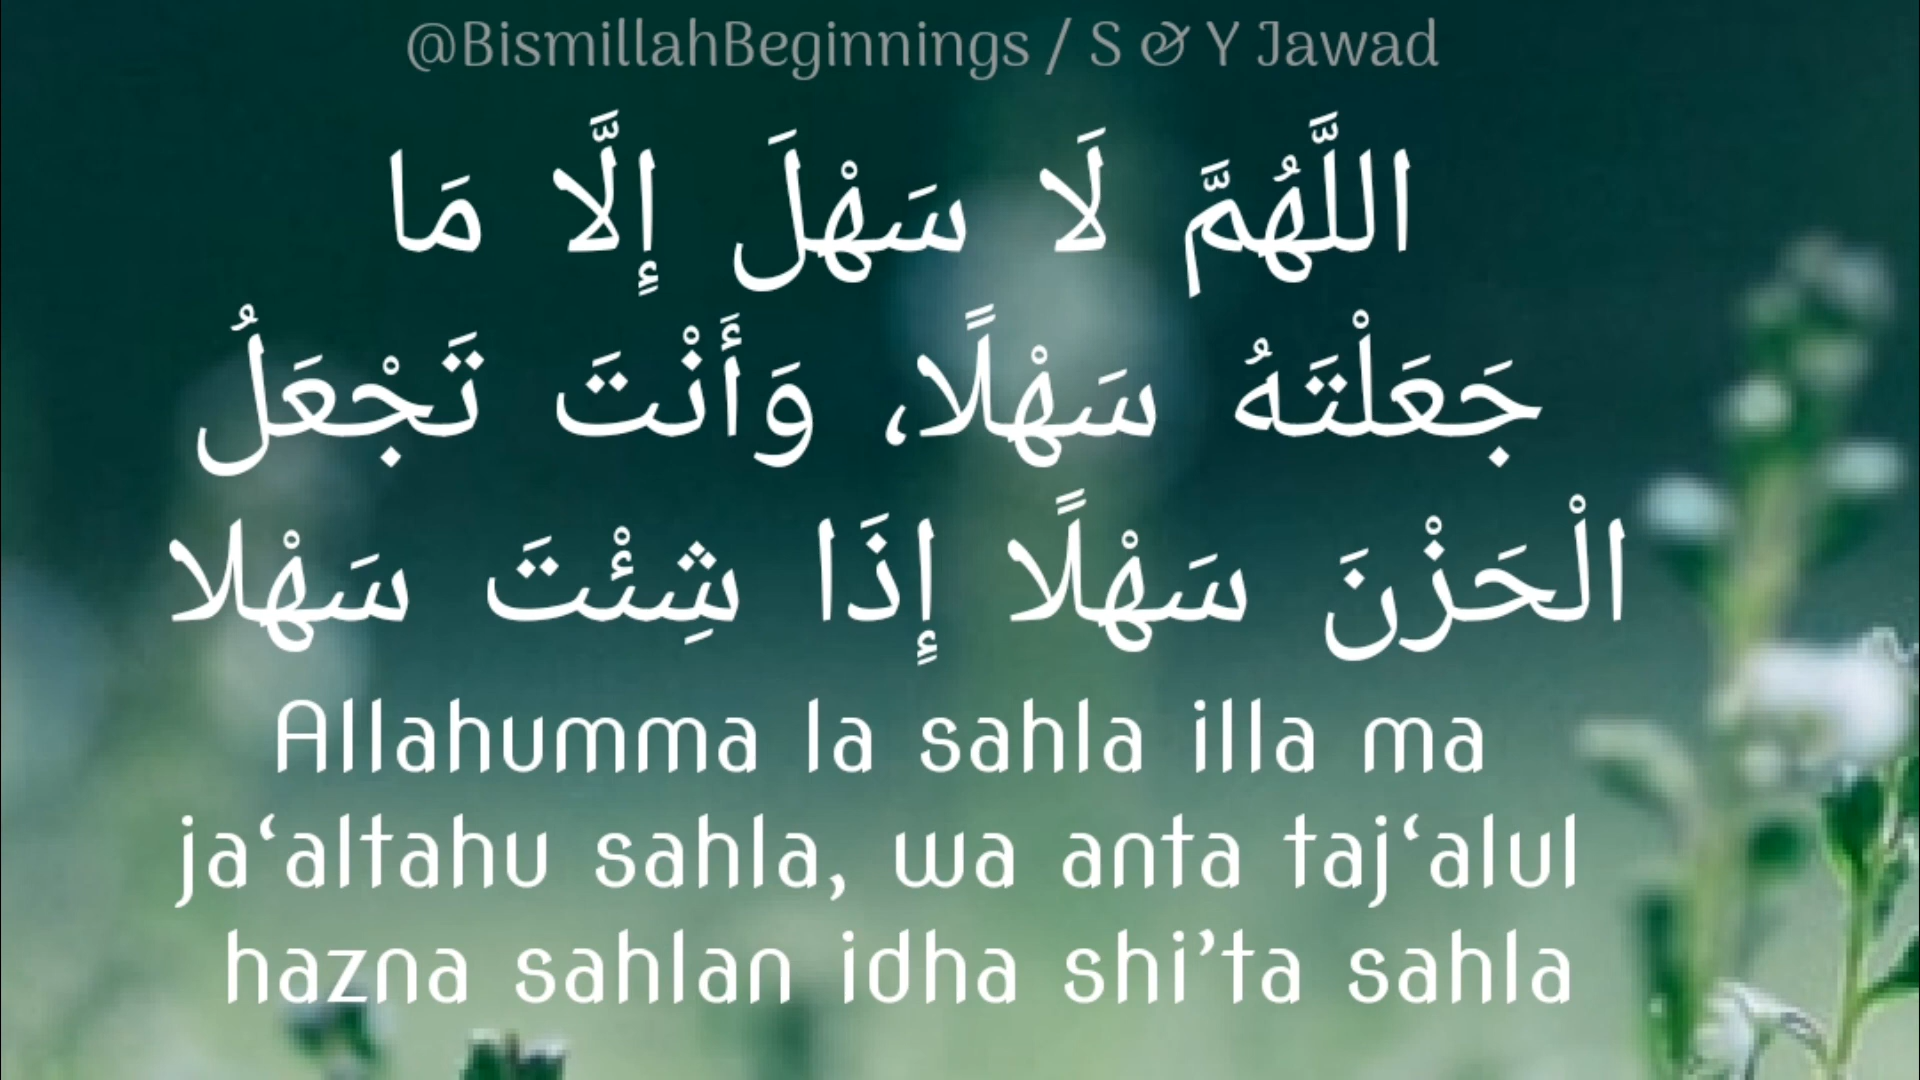 @BismillahBeginnings / S & Y Jawad
اللَّهُمَّ لَا سَهْلَ إِلَّا مَا
جَعَلْتَهُ سَهْلًا، وَأَنْتَ تَجْعَلُ
الْحَزْنَ سَهْلًا إِذَا شِئْتَ سَهْلا
Allahumma la sahla illa ma
ja‘altahu sahla, wa anta taj‘alul
hazna sahlan idha shi’ta sahla